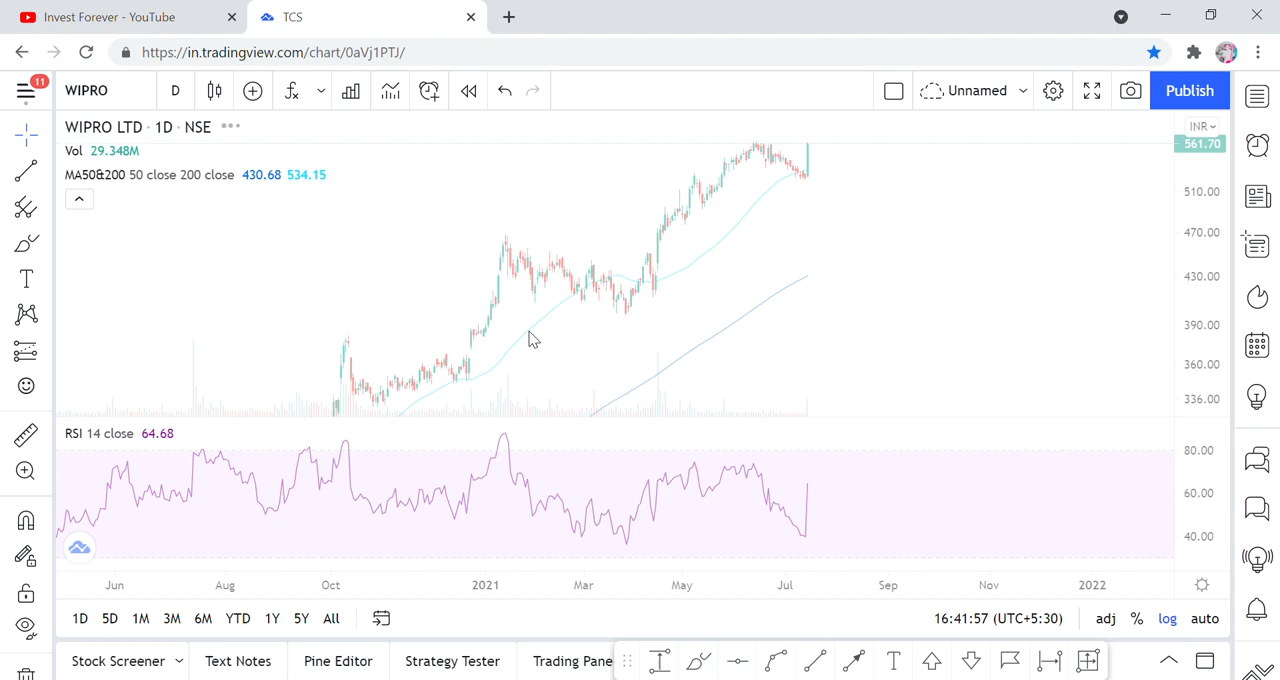 Invest Forever - YouTube
TCS
https://in.tradingview.com/chart/0aVj1PTJ/
11
WIPRO
D
Unnamed
Publish
WIPRO LTD · 1D · NSE
INR
Vol 29.348M
561.70
MA50&200 50 close 200 close 430.68 534.15
510.00
470.00
430.00
390.00
360.00
336.00
RSI 14 close 64.68
80.00
60.00
40.00
Jun Aug Oct 2021 Mar May Jul Sep Nov 2022
1D 5D 1M 3M 6M YTD 1Y 5Y All
16:41:57 (UTC+5:30) adj % log auto
Stock Screener Text Notes Pine Editor Strategy Tester Trading Pane